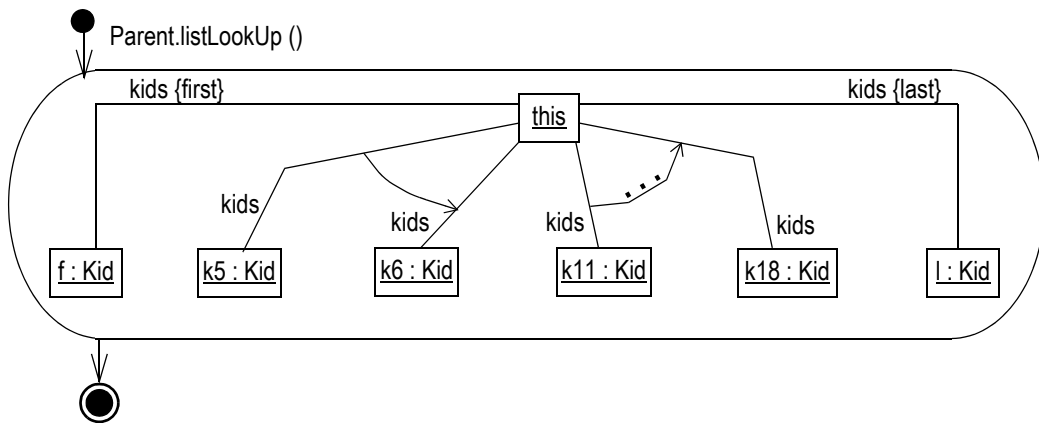 Parent.listLookUp ()
kids {first}
kids {last}
this
kids
kids
kids
kids
f : Kid
k5 : Kid
k6 : Kid
k11 : Kid
k18 : Kid
l : Kid